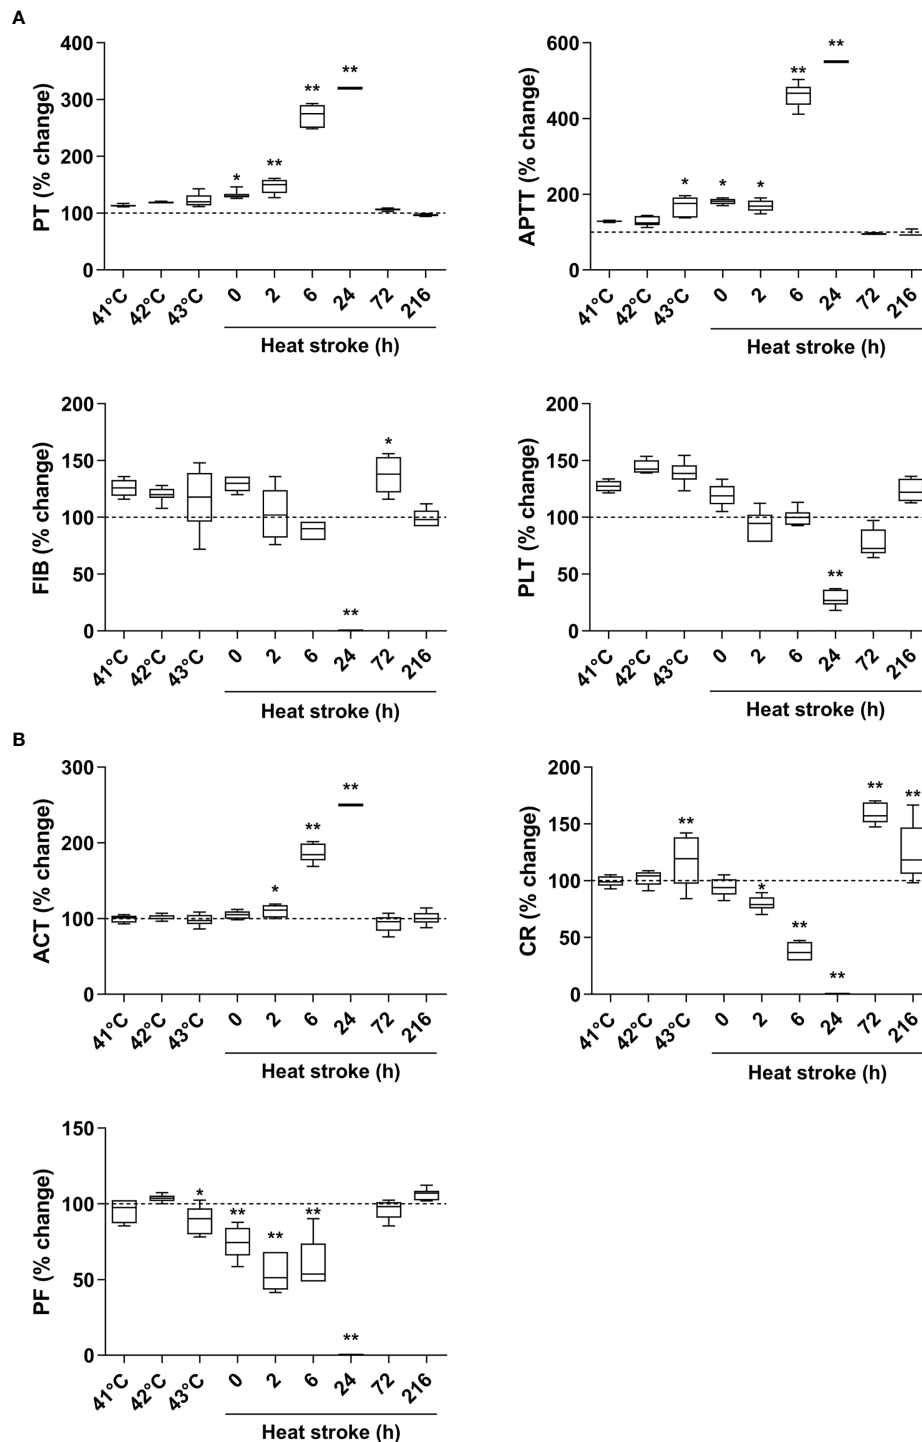 A
PT (% change)
400
300
200
100
0
*
**
**
**
41°C 42°C 43°C 0 2 6 24 72 216
Heat stroke (h)
APTT (% change)
600
400
200
0
*
*
*
**
**
41°C 42°C 43°C 0 2 6 24 72 216
Heat stroke (h)
FIB (% change)
200
150
100
50
0
**
*
41°C 42°C 43°C 0 2 6 24 72 216
Heat stroke (h)
PLT (% change)
200
150
100
50
0
**
41°C 42°C 43°C 0 2 6 24 72 216
Heat stroke (h)
B
ACT (% change)
300
200
100
0
*
**
**
41°C 42°C 43°C 0 2 6 24 72 216
Heat stroke (h)
CR (% change)
200
150
100
50
0
**
*
**
**
**
**
41°C 42°C 43°C 0 2 6 24 72 216
Heat stroke (h)
PF (% change)
150
100
50
0
*
**
**
**
**
41°C 42°C 43°C 0 2 6 24 72 216
Heat stroke (h)